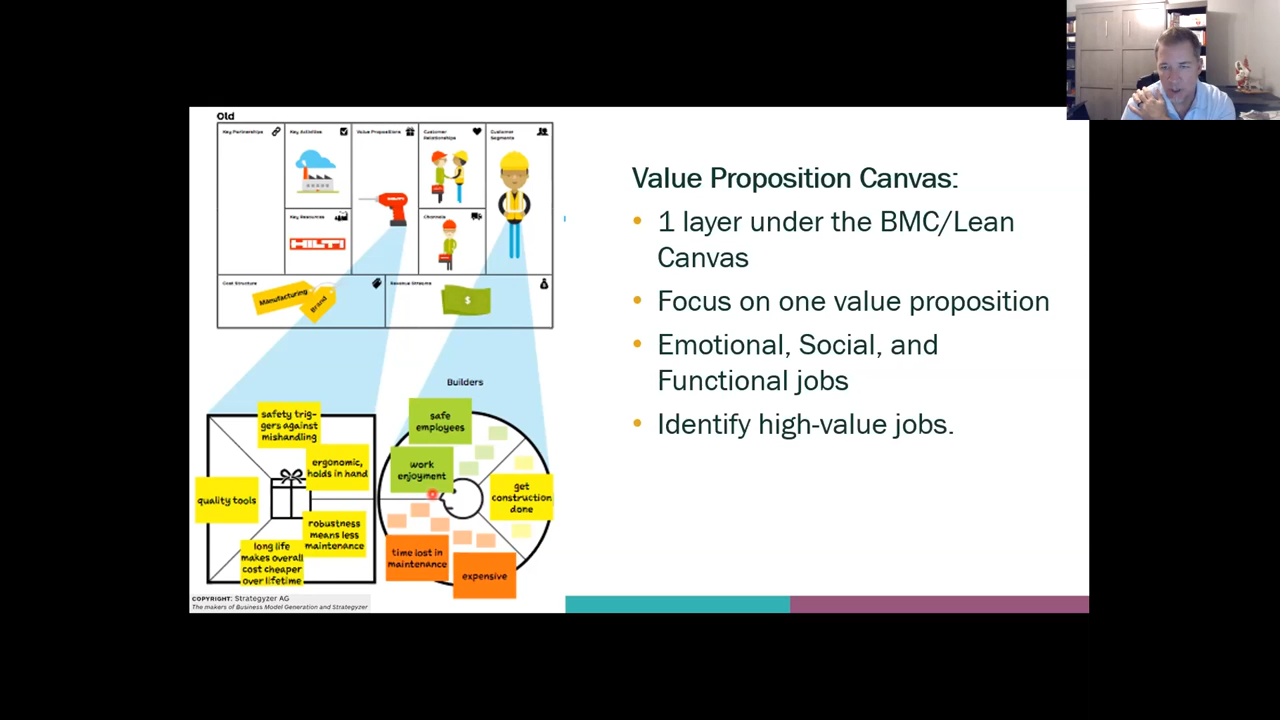 Old
Key Partnerships
Key Activities
Value Propositions
Customer
Relationships
Customer
Segments
Key Resources
HILTI
HILTI
Channels
Cost Structure
Manufacturing
Brand
Revenue Streams
$
Builders
safety trig-
gers against
mishandling
ergonomic,
holds in hand
quality tools
robustness
means less
maintenance
long life
makes overall
cost cheaper
over lifetime
safe
employees
work
enjoyment
get
construction
done
time lost in
maintenance
expensive
COPYRIGHT: Strategyzer AG
The makers of Business Model Generation and Strategyzer
Value Proposition Canvas:
• 1 layer under the BMC/Lean
Canvas
• Focus on one value proposition
• Emotional, Social, and
Functional jobs
• Identify high-value jobs.